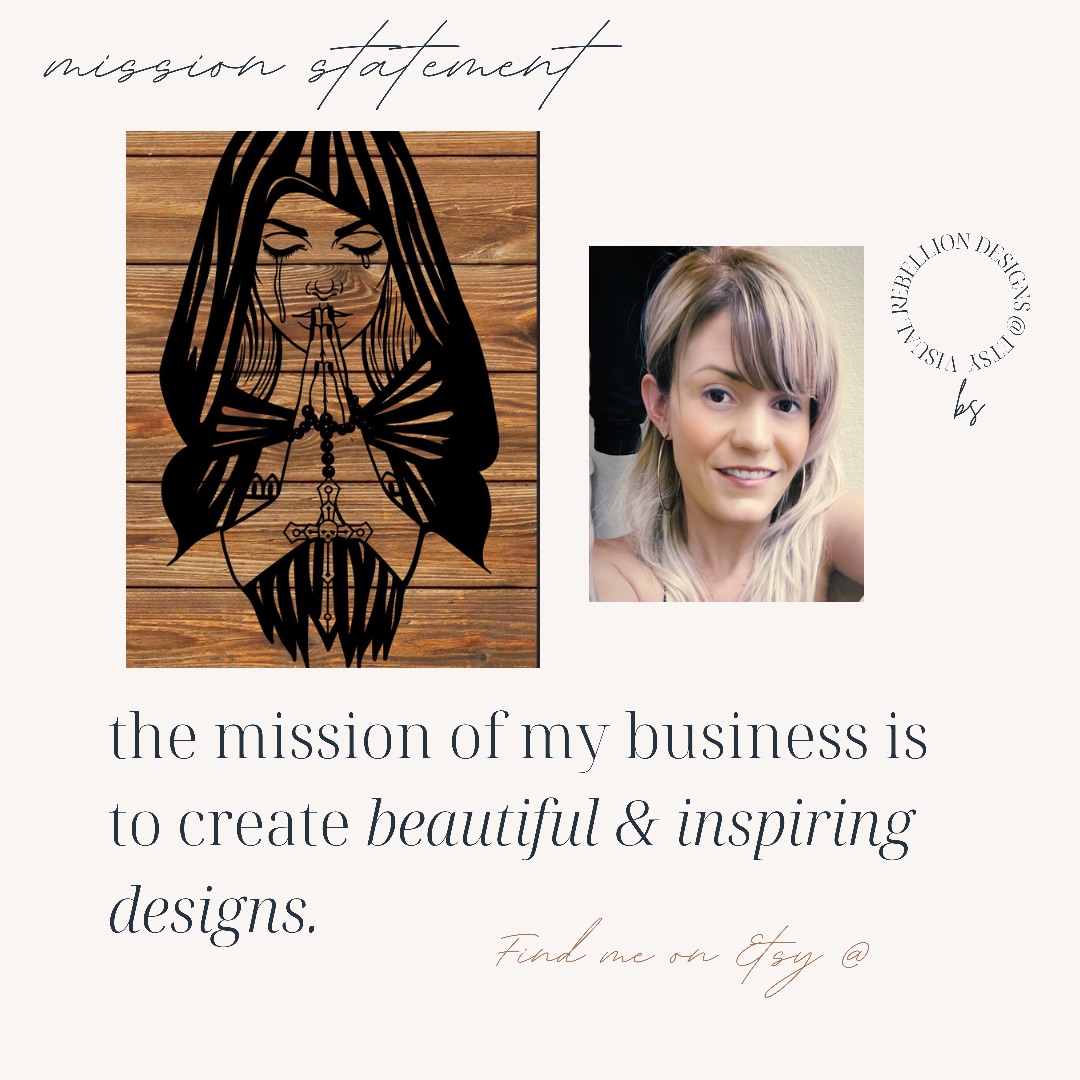 mission statement
VISUAL REBELLION DESIGNS @ ETSY
bs
the mission of my business is
to create beautiful & inspiring
designs.
Find me on Etsy @